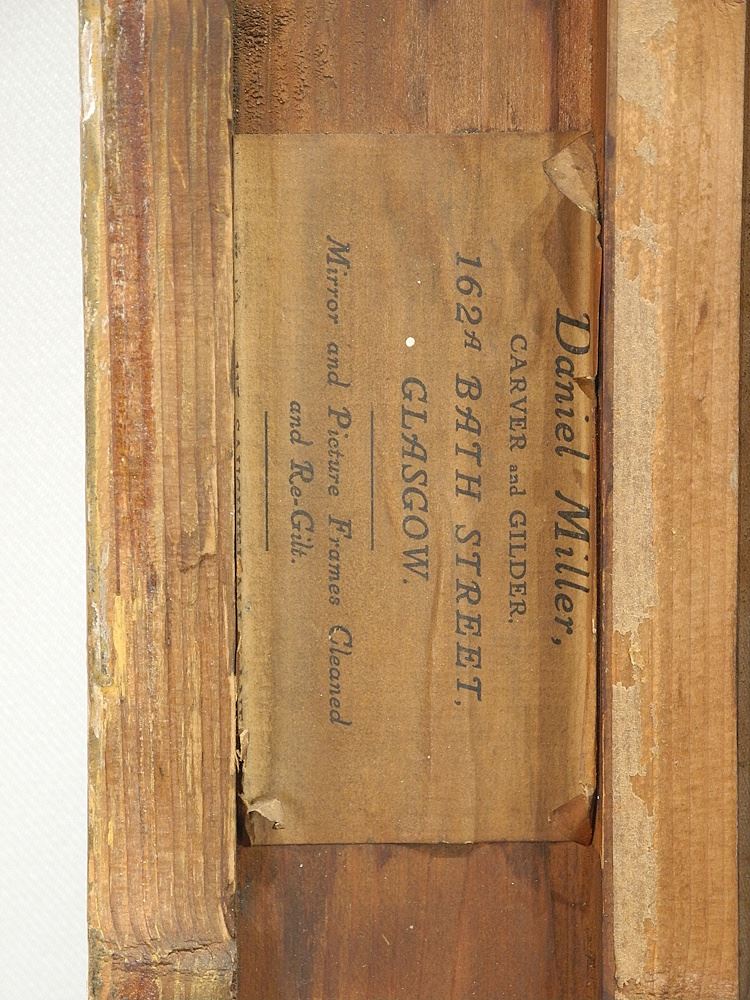 Daniel Miller,
CARVER and GILDER.
162A BATH STREET,
GLASGOW.
Mirror and Picture Frames Cleaned
and Re-Gilt.